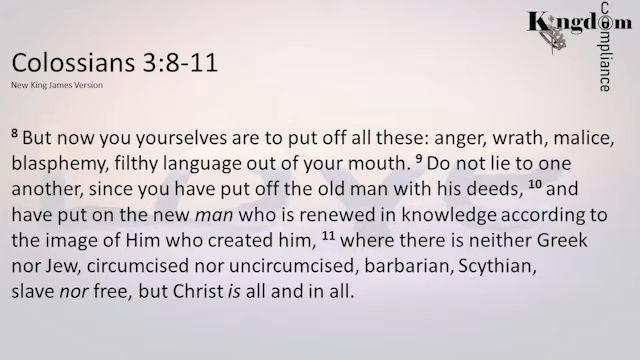 Kingdom
Compliance
Colossians 3:8-11
New King James Version
8 But now you yourselves are to put off all these: anger, wrath, malice,
blasphemy, filthy language out of your mouth. 9 Do not lie to one
another, since you have put off the old man with his deeds, 10 and
have put on the new man who is renewed in knowledge according to
the image of Him who created him, 11 where there is neither Greek
nor Jew, circumcised nor uncircumcised, barbarian, Scythian,
slave nor free, but Christ is all and in all.
LOVE